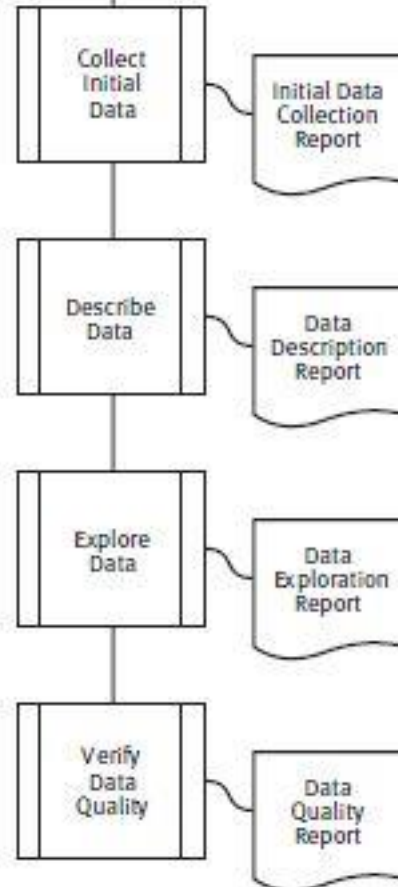 Collect
Initial
Data
Initial Data
Collection
Report
Describe
Data
Data
Description
Report
Explore
Data
Data
Exploration
Report
Verify
Data
Quality
Data
Quality
Report